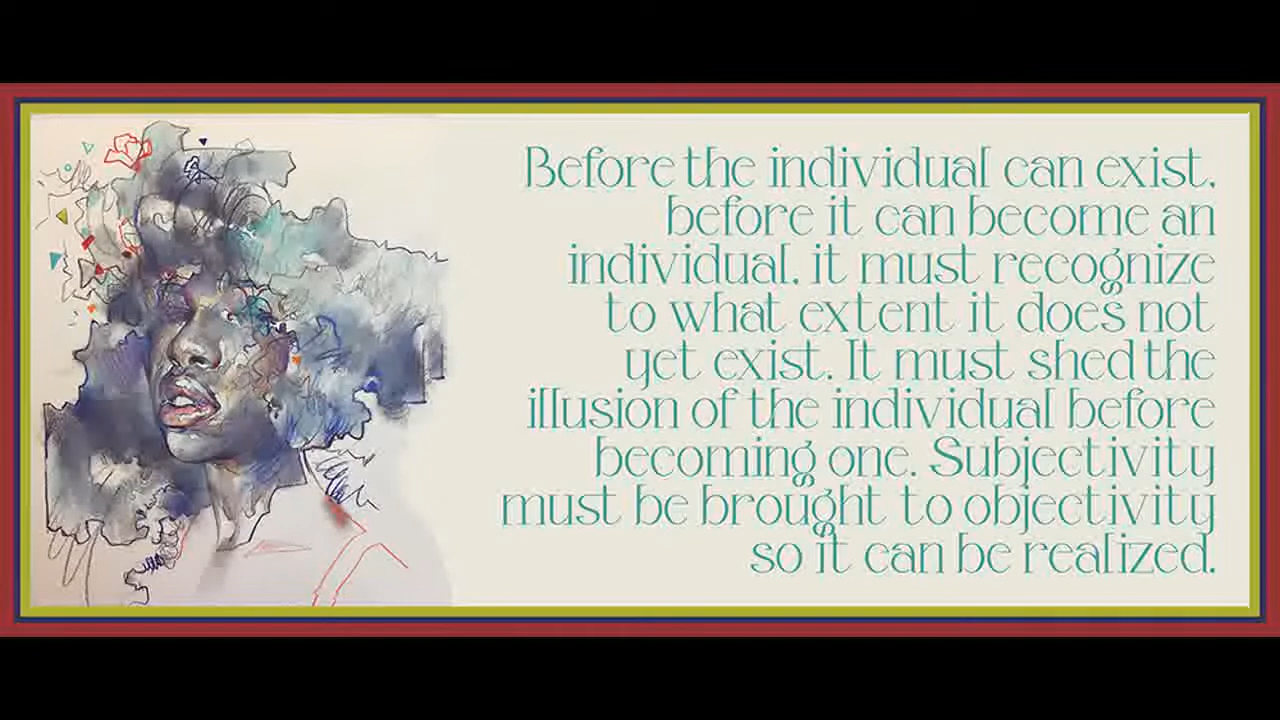 Before the individual can exist,
before it can become an
individual, it must recognize
to what extent it does not
yet exist. It must shed the
illusion of the individual before
becoming one. Subjectivity
must be brought to objectivity
so it can be realized.